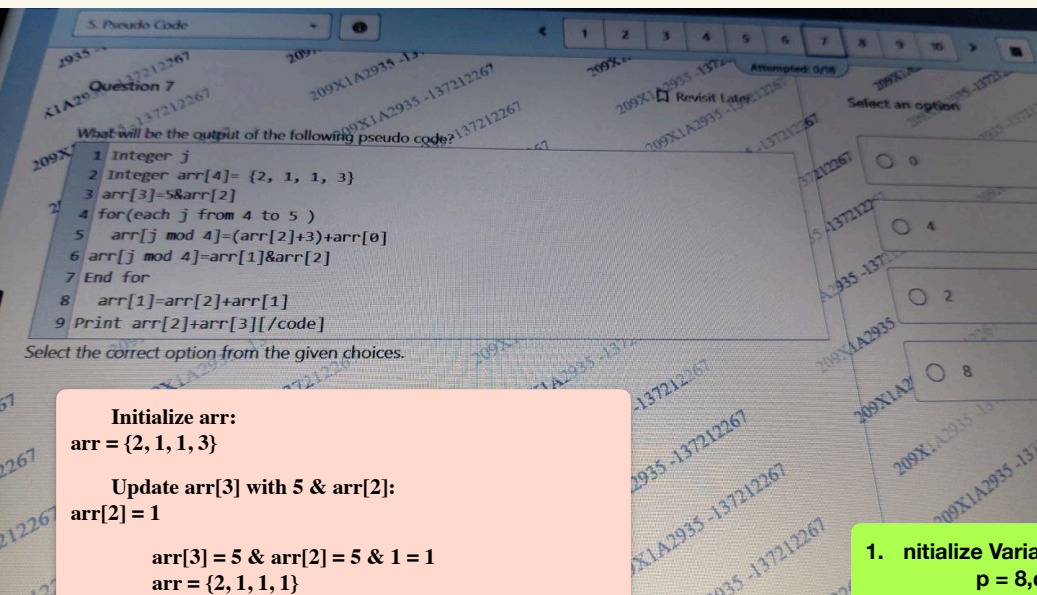 5. Pseudo Code
1 2 3 4 5 6 7 8 9 10
Attempted: 0/16
Question 7
Revisit Later
Select an option
What will be the output of the following pseudo code?
1 Integer j
2 Integer arr[4]= {2, 1, 1, 3}
3 arr[3]=5&arr[2]
4 for(each j from 4 to 5 )
5 arr[j mod 4]=(arr[2]+3)+arr[0]
6 arr[j mod 4]=arr[1]&arr[2]
7 End for
8 arr[1]=arr[2]+arr[1]
9 Print arr[2]+arr[3][/code]
Select the correct option from the given choices.
0
4
2
8
209X1A2935 -137212267
Initialize arr:
arr = {2, 1, 1, 3}
Update arr[3] with 5 & arr[2]:
arr[2] = 1
arr[3] = 5 & arr[2] = 5 & 1 = 1
arr = {2, 1, 1, 1}
1. nitialize Varia
p = 8,